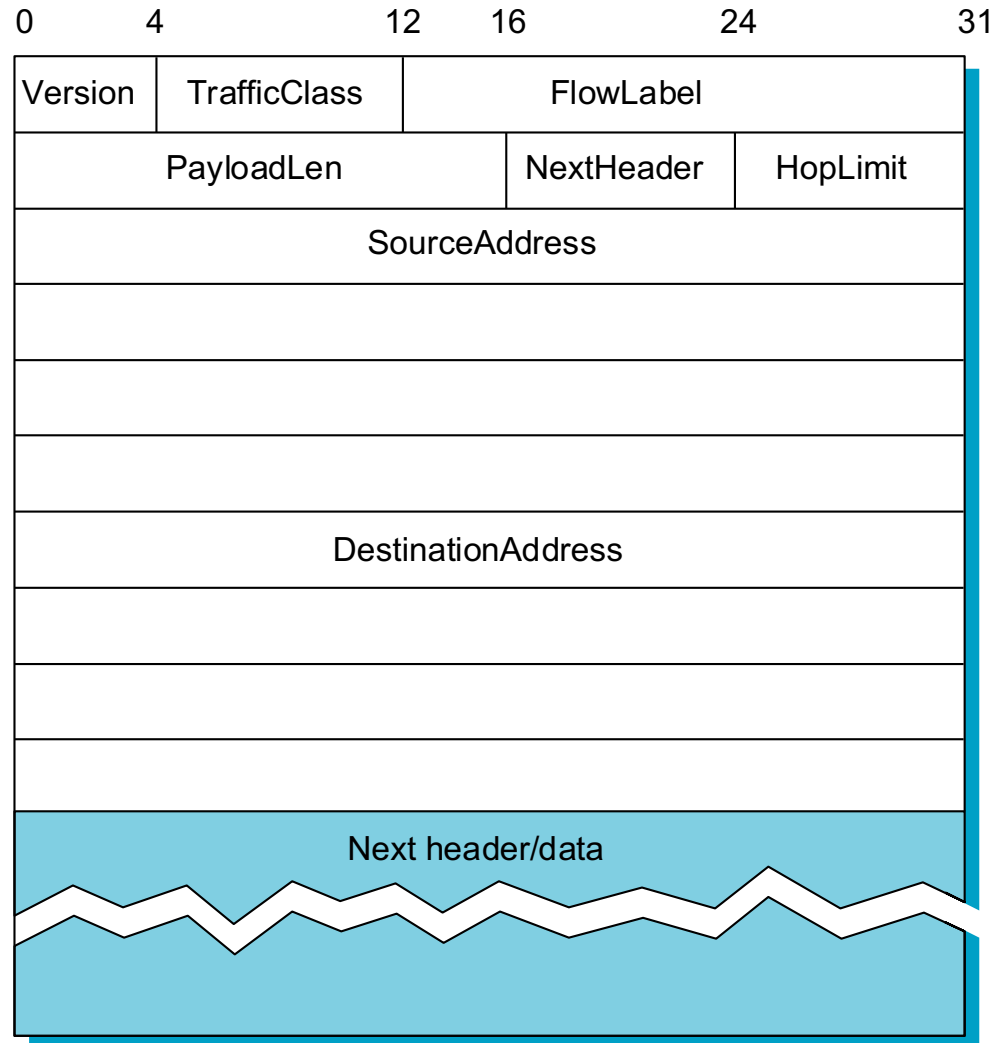 0 4 12 16 24 31
Version TrafficClass FlowLabel
PayloadLen NextHeader HopLimit
SourceAddress
DestinationAddress
Next header/data